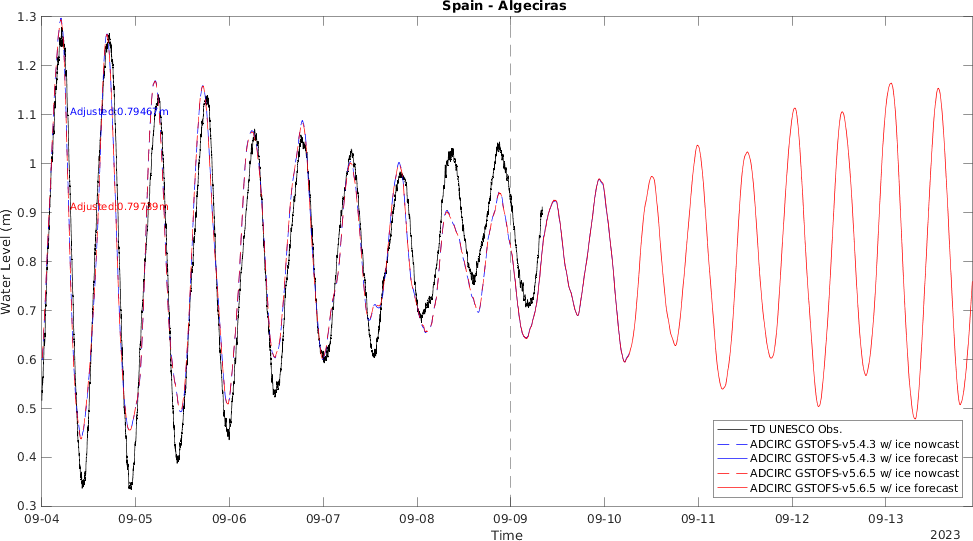 Spain - Algeciras
1.3
1.2
1.1
1
0.9
0.8
0.7
0.6
0.5
0.4
0.3
Water Level (m)
Adjusted:0.79467m
Adjusted:0.79739m
TD UNESCO Obs.
ADCIRC GSTOFS-v5.4.3 w/ ice nowcast
ADCIRC GSTOFS-v5.4.3 w/ ice forecast
ADCIRC GSTOFS-v5.6.5 w/ ice nowcast
ADCIRC GSTOFS-v5.6.5 w/ ice forecast
09-04 09-05 09-06 09-07 09-08 09-09 09-10 09-11 09-12 09-13
Time
2023